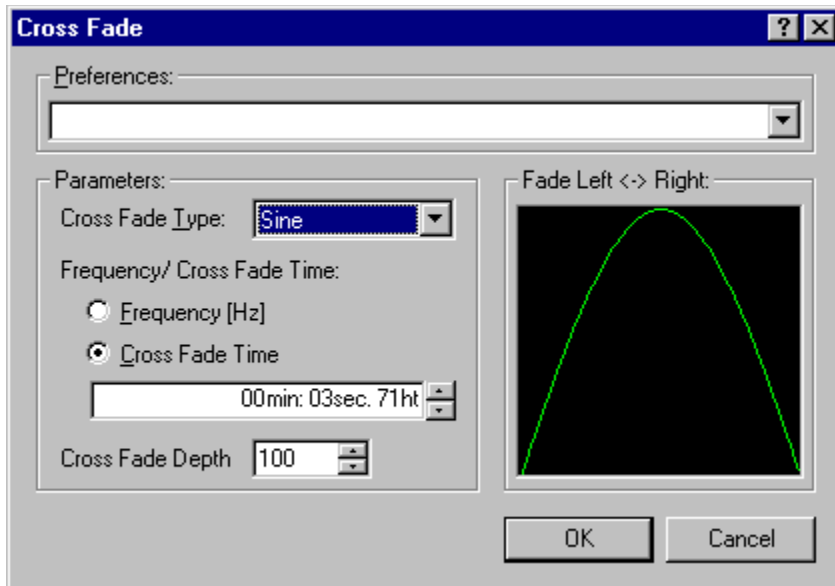 Cross Fade
Preferences:
Parameters:
Cross Fade Type: Sine
Frequency/ Cross Fade Time:
Frequency [Hz]
Cross Fade Time
00min: 03sec. 71ht
Cross Fade Depth 100
Fade Left <-> Right:
OK Cancel